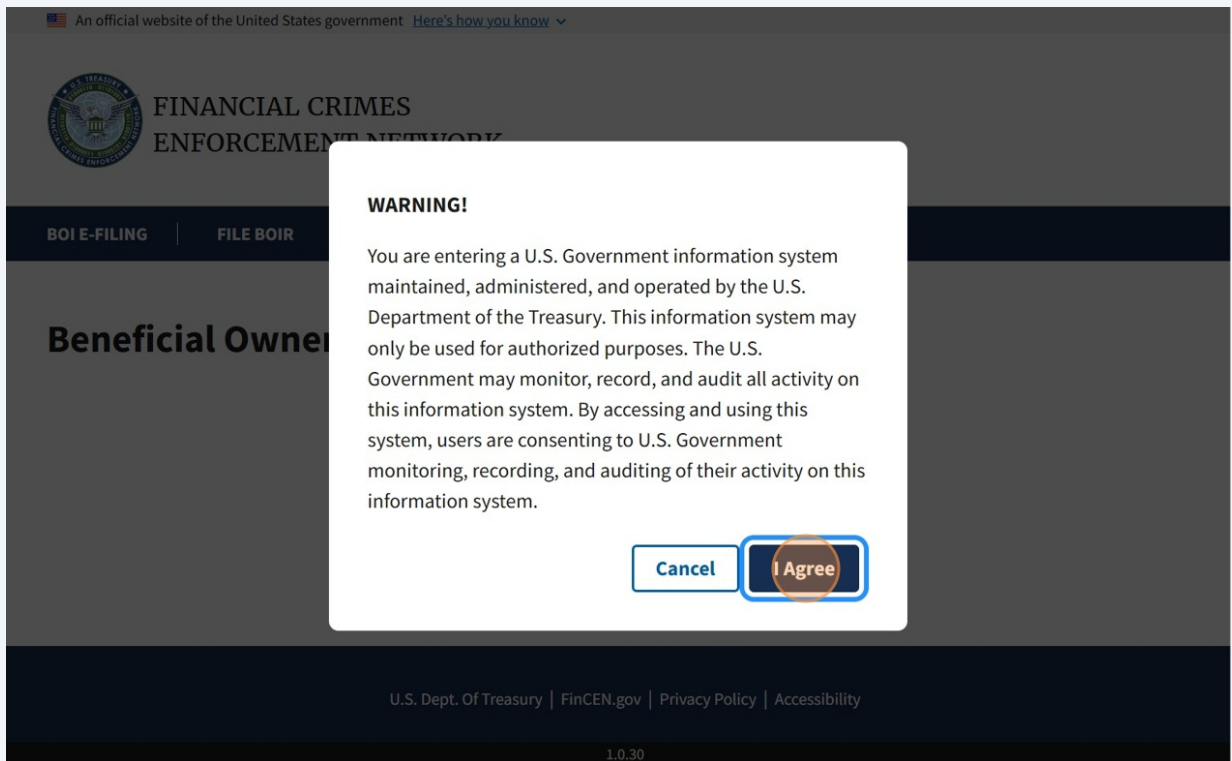 An official website of the United States government Here's how you know
FINANCIAL CRIMES
ENFORCEMENT NETWORK
BOI E-FILING
FILE BOIR
Beneficial Owner
WARNING!
You are entering a U.S. Government information system
maintained, administered, and operated by the U.S.
Department of the Treasury. This information system may
only be used for authorized purposes. The U.S.
Government may monitor, record, and audit all activity on
this information system. By accessing and using this
system, users are consenting to U.S. Government
monitoring, recording, and auditing of their activity on this
information system.
Cancel
I Agree
U.S. Dept. Of Treasury | FinCEN.gov | Privacy Policy | Accessibility
1.0.30